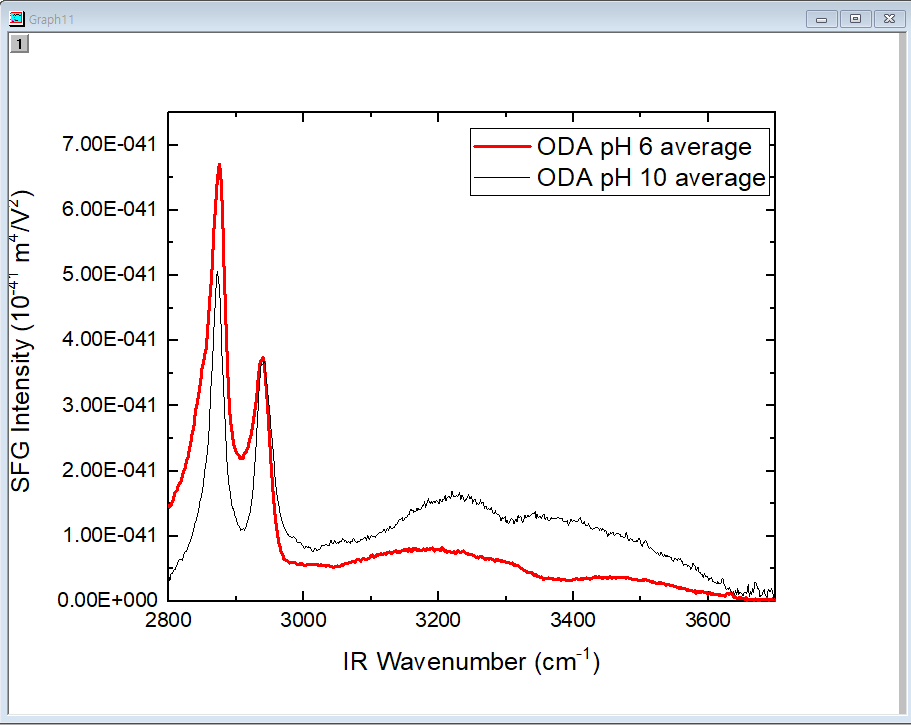 Graph11
1
ODA pH 6 average
ODA pH 10 average
7.00E-041
6.00E-041
5.00E-041
4.00E-041
3.00E-041
2.00E-041
1.00E-041
0.00E+000
SFG Intensity (10⁻⁴¹ m⁴/V²)
2800 3000 3200 3400 3600
IR Wavenumber (cm⁻¹)